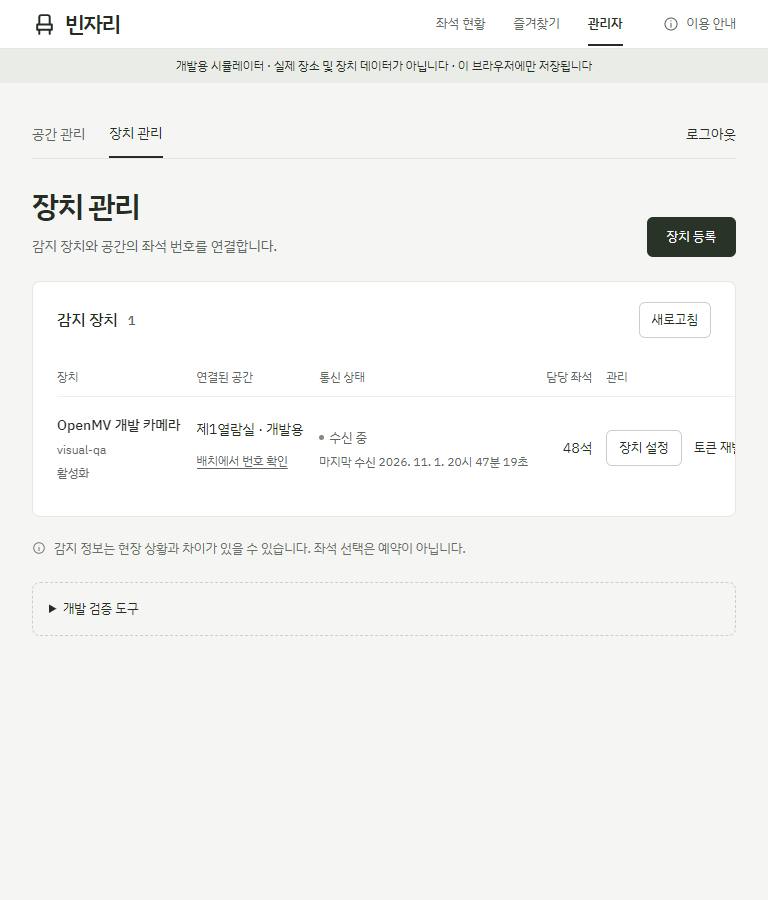 빈자리
좌석 현황 즐겨찾기 관리자 이용 안내
개발용 시뮬레이터 · 실제 장소 및 장치 데이터가 아닙니다 · 이 브라우저에만 저장됩니다
공간 관리 장치 관리 로그아웃
장치 관리
감지 장치와 공간의 좌석 번호를 연결합니다.
장치 등록
감지 장치 1
새로고침
장치 연결된 공간 통신 상태 담당 좌석 관리
OpenMV 개발 카메라
visual-qa
활성화
제1열람실 · 개발용
배치에서 번호 확인
수신 중
마지막 수신 2026. 11. 1. 20시 47분 19초
48석
장치 설정
토큰
감지 정보는 현장 상황과 차이가 있을 수 있습니다. 좌석 선택은 예약이 아닙니다.
개발 검증 도구